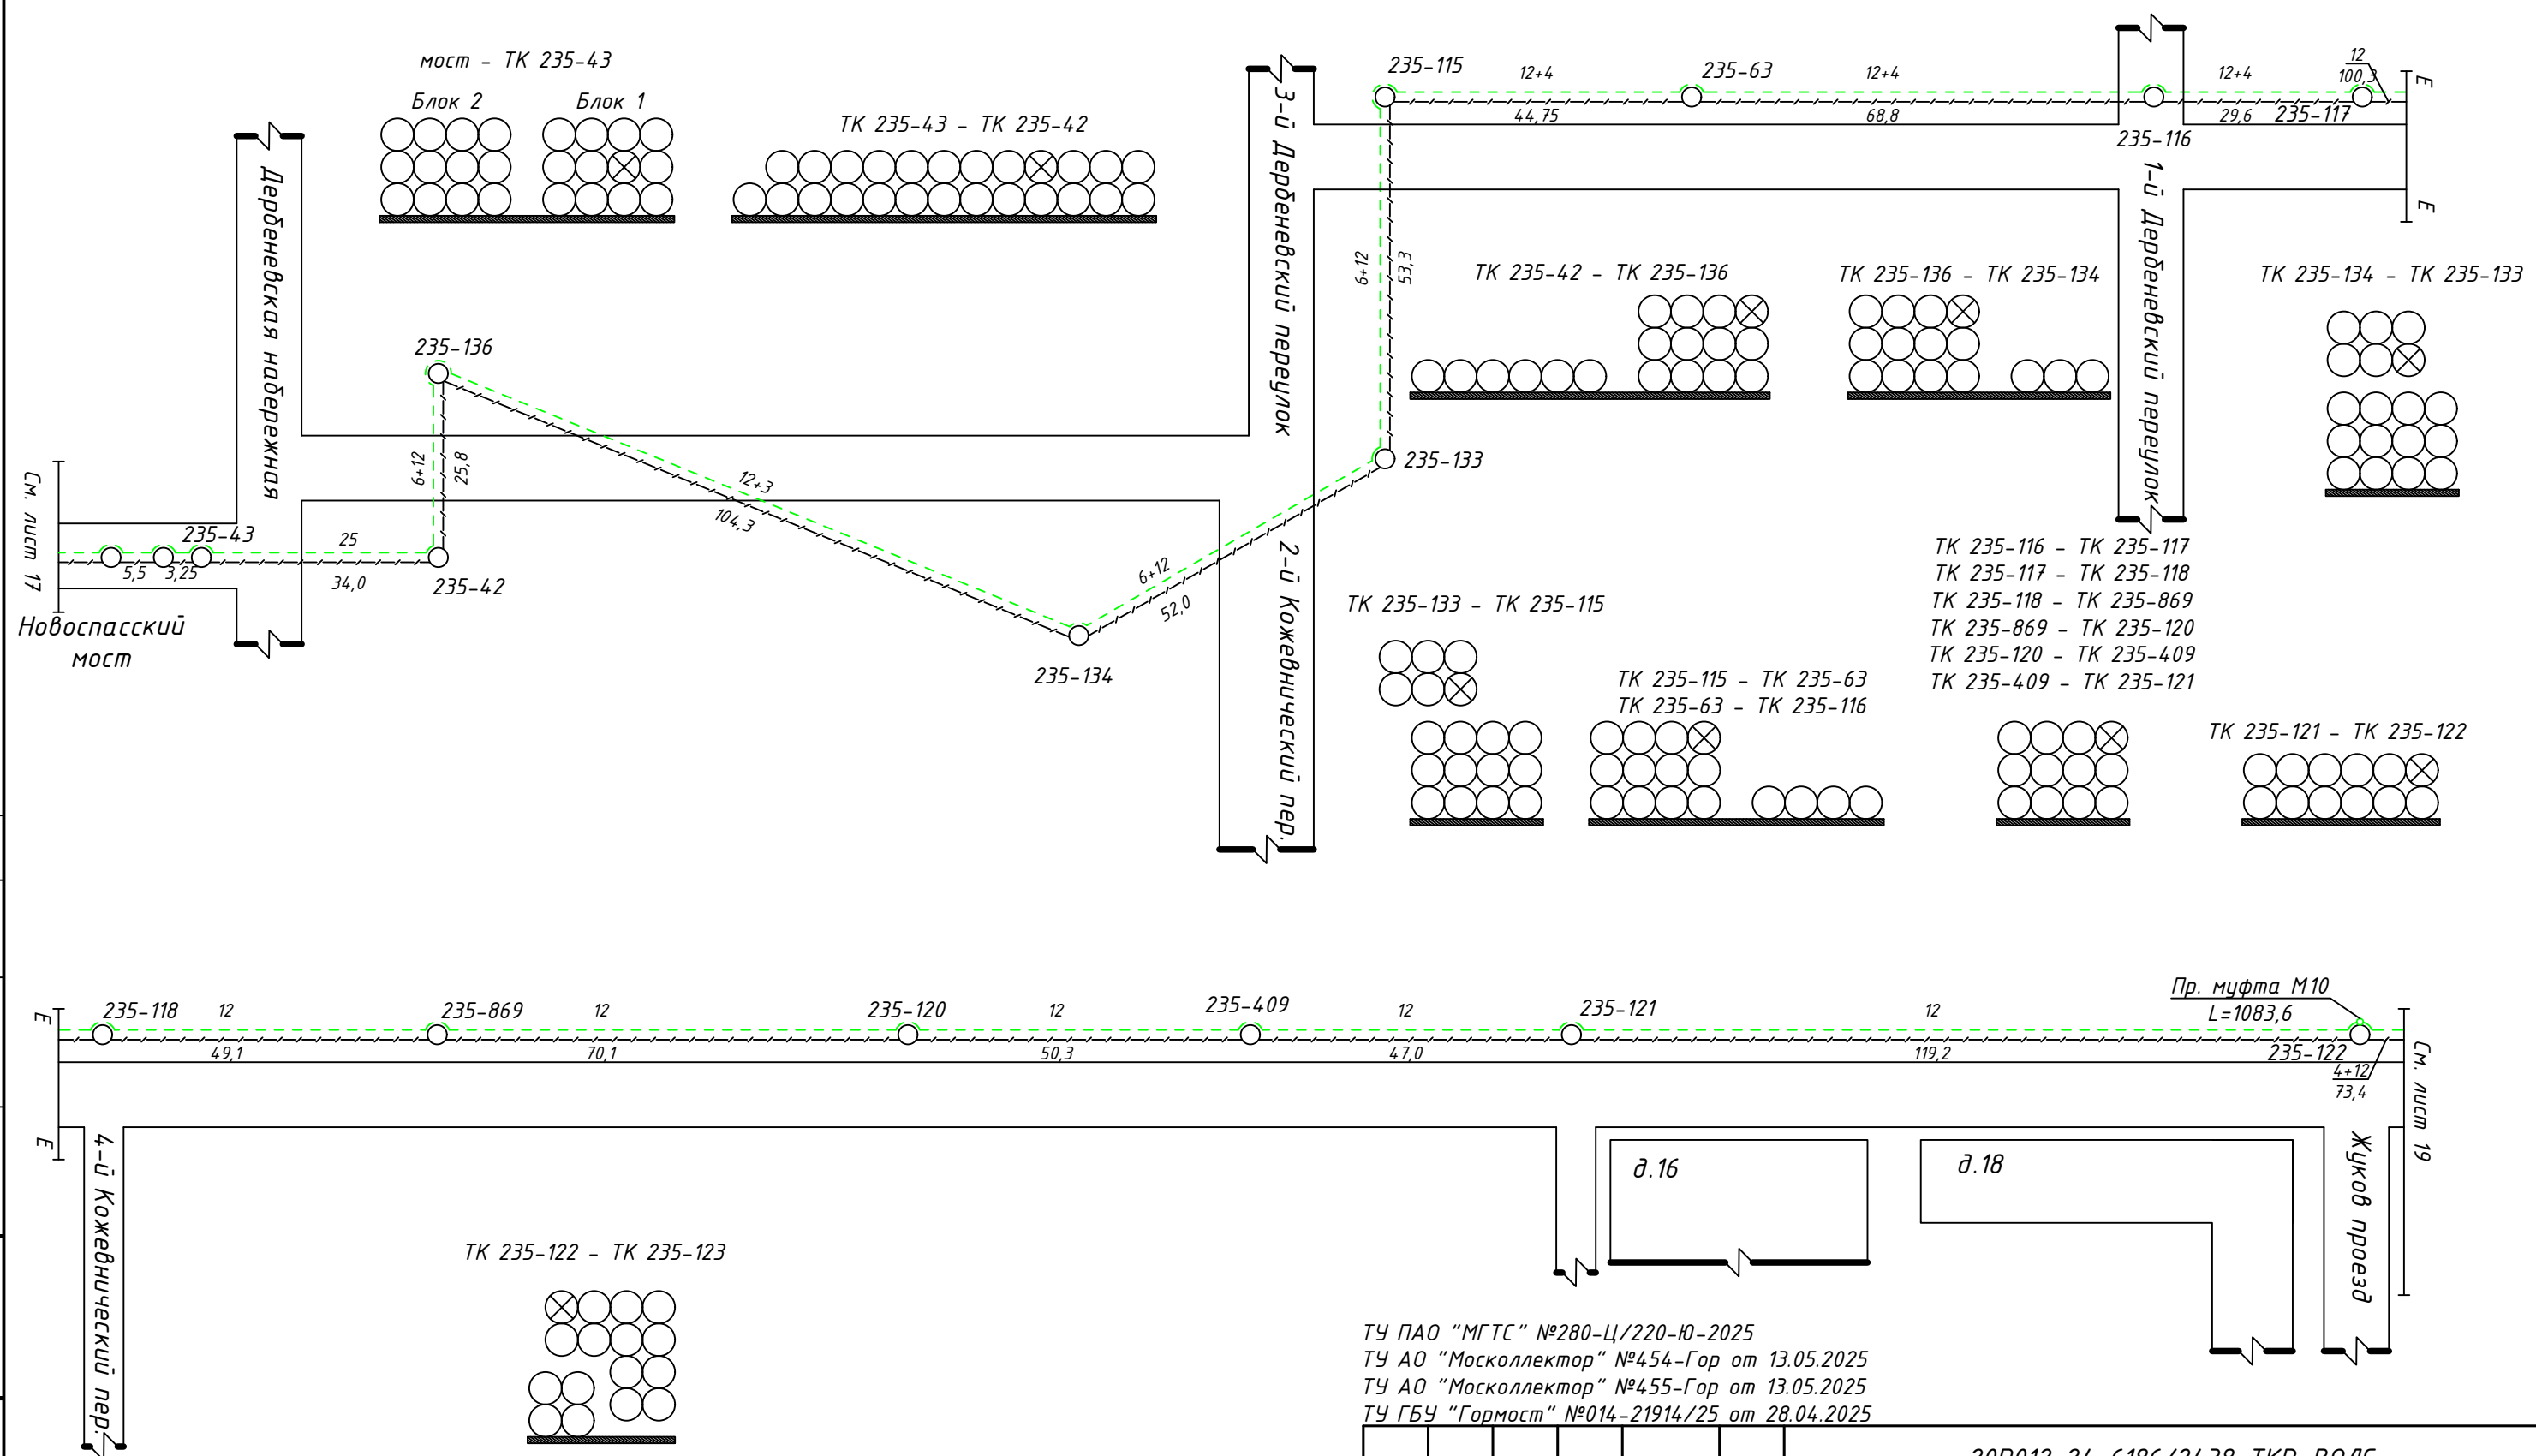 мост - ТК 235-43
Блок 2
Блок 1
ТК 235-43 - ТК 235-42
Дербеневская набережная
3-й Дербеневский переулок
235-115
12+4
44,75
235-63
12+4
68,8
235-116
12+4
29,6
235-117
12
100,3
Е
Е
1-й Дербеневский переулок
6+12
53,3
ТК 235-42 - ТК 235-136
ТК 235-136 - ТК 235-134
ТК 235-134 - ТК 235-133
235-136
6+12
25,8
12+3
104,3
235-133
См. лист 17
235-43
5,5
3,25
25
34,0
235-42
Новоспасский
мост
6+12
52,0
235-134
2-й Кожевнический пер.
ТК 235-133 - ТК 235-115
ТК 235-115 - ТК 235-63
ТК 235-63 - ТК 235-116
ТК 235-116 - ТК 235-117
ТК 235-117 - ТК 235-118
ТК 235-118 - ТК 235-869
ТК 235-869 - ТК 235-120
ТК 235-120 - ТК 235-409
ТК 235-409 - ТК 235-121
ТК 235-121 - ТК 235-122
Е
Е
235-118
12
49,1
235-869
12
70,1
235-120
12
50,3
235-409
12
47,0
235-121
12
119,2
Пр. муфта М10
L=1083,6
235-122
4+12
73,4
См. лист 19
4-й Кожевнический пер.
д.16
д.18
Жуков проезд
ТК 235-122 - ТК 235-123
ТУ ПАО "МГТС" №280-Ц/220-Ю-2025
ТУ АО "Москоллектор" №454-Гор от 13.05.2025
ТУ АО "Москоллектор" №455-Гор от 13.05.2025
ТУ ГБУ "Гормост" №014-21914/25 от 28.04.2025